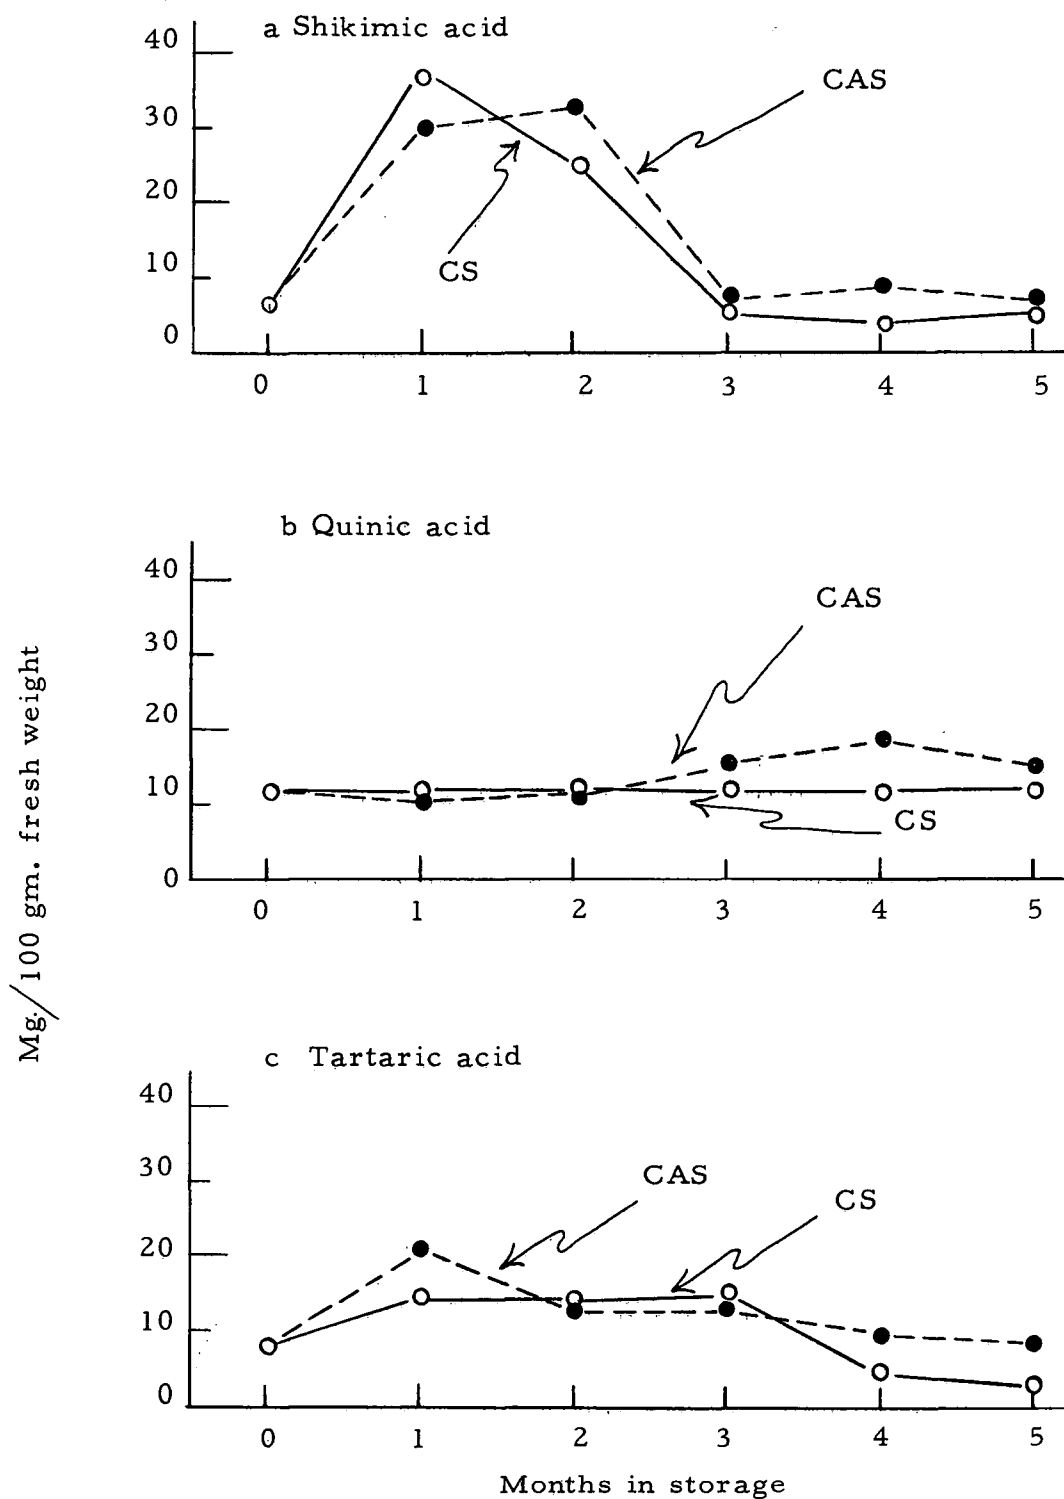 a Shikimic acid
40
30
20
10
0
CAS
CS
0 1 2 3 4 5
b Quinic acid
40
30
20
10
0
CAS
CS
0 1 2 3 4 5
Mg./100 gm. fresh weight
c Tartaric acid
40
30
20
10
0
CAS
CS
0 1 2 3 4 5
Months in storage